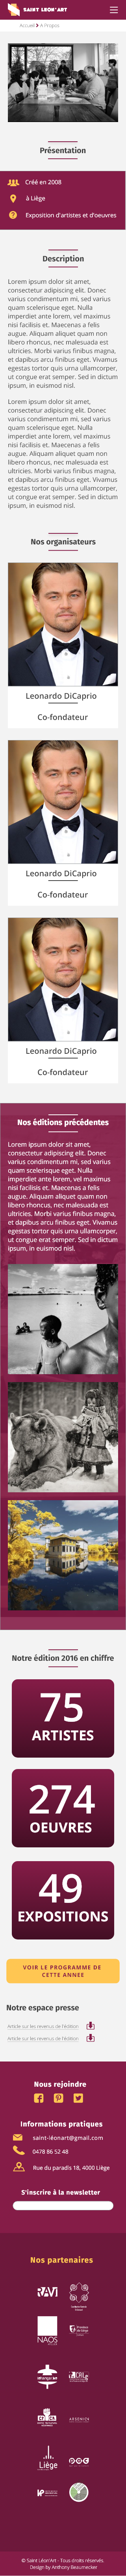 SAINT LÉON'ART
Accueil > A Propos
Présentation
Créé en 2008
à Liège
Exposition d'artistes et d'oeuvres
Description
Lorem ipsum dolor sit amet,
consectetur adipiscing elit. Donec
varius condimentum mi, sed varius
quam scelerisque eget. Nulla
imperdiet ante lorem, vel maximus
nisi facilisis et. Maecenas a felis
augue. Aliquam aliquet quam non
libero rhoncus, nec malesuada est
ultricies. Morbi varius finibus magna,
et dapibus arcu finibus eget. Vivamus
egestas tortor quis urna ullamcorper,
ut congue erat semper. Sed in dictum
ipsum, in euismod nisl.
Lorem ipsum dolor sit amet,
consectetur adipiscing elit. Donec
varius condimentum mi, sed varius
quam scelerisque eget. Nulla
imperdiet ante lorem, vel maximus
nisi facilisis et. Maecenas a felis
augue. Aliquam aliquet quam non
libero rhoncus, nec malesuada est
ultricies. Morbi varius finibus magna,
et dapibus arcu finibus eget. Vivamus
egestas tortor quis urna ullamcorper,
ut congue erat semper. Sed in dictum
ipsum, in euismod nisl.
Nos organisateurs
Leonardo DiCaprio
Co-fondateur
Leonardo DiCaprio
Co-fondateur
Leonardo DiCaprio
Co-fondateur
Nos éditions précédentes
Lorem ipsum dolor sit amet,
consectetur adipiscing elit. Donec
varius condimentum mi, sed varius
quam scelerisque eget. Nulla
imperdiet ante lorem, vel maximus
nisi facilisis et. Maecenas a felis
augue. Aliquam aliquet quam non
libero rhoncus, nec malesuada est
ultricies. Morbi varius finibus magna,
et dapibus arcu finibus eget. Vivamus
egestas tortor quis urna ullamcorper,
ut congue erat semper. Sed in dictum
ipsum, in euismod nisl.
Notre édition 2016 en chiffre
75
ARTISTES
274
OEUVRES
49
EXPOSITIONS
VOIR LE PROGRAMME DE
CETTE ANNEE
Notre espace presse
Article sur les revenus de l'édition
Article sur les revenus de l'édition
Nous rejoindre
Informations pratiques
saint-léonart@gmail.com
0478 86 52 48
Rue du paradis 18, 4000 Liège
S'inscrir à la newsletter
Nos partenaires
RAVI
NAOS
Liège
© Saint Léon'Art - Tous droits réservés.
Design by Anthony Beaumecker